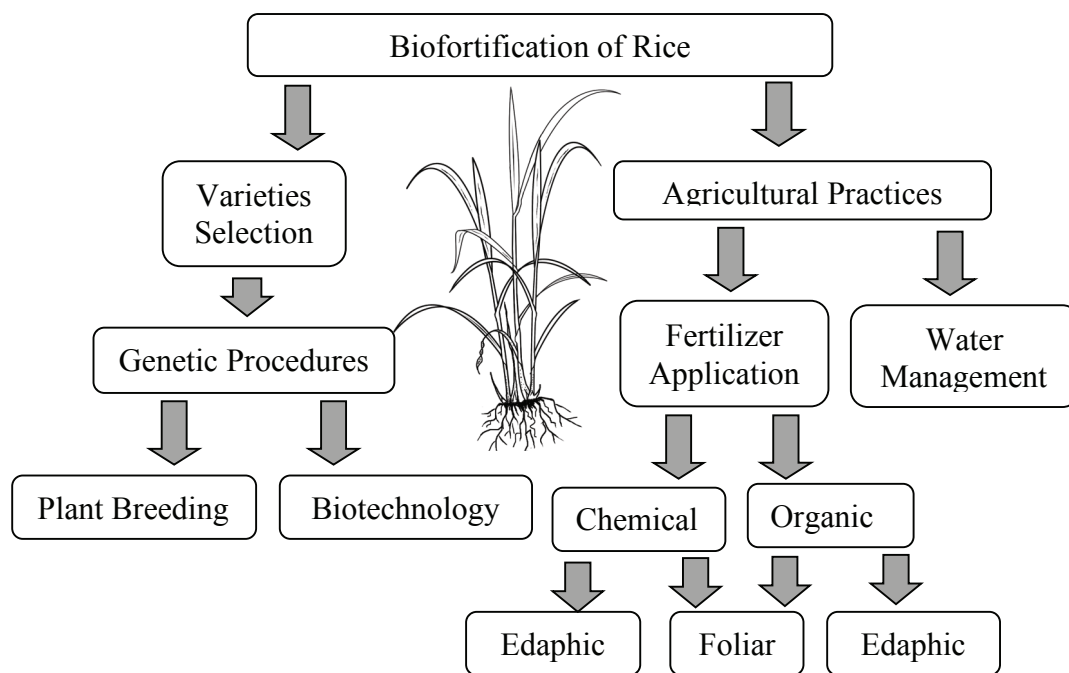 Biofortification of Rice
Varieties
Selection
Agricultural Practices
Genetic Procedures
Fertilizer
Application
Water
Management
Plant Breeding
Biotechnology
Chemical
Organic
Edaphic
Foliar
Edaphic